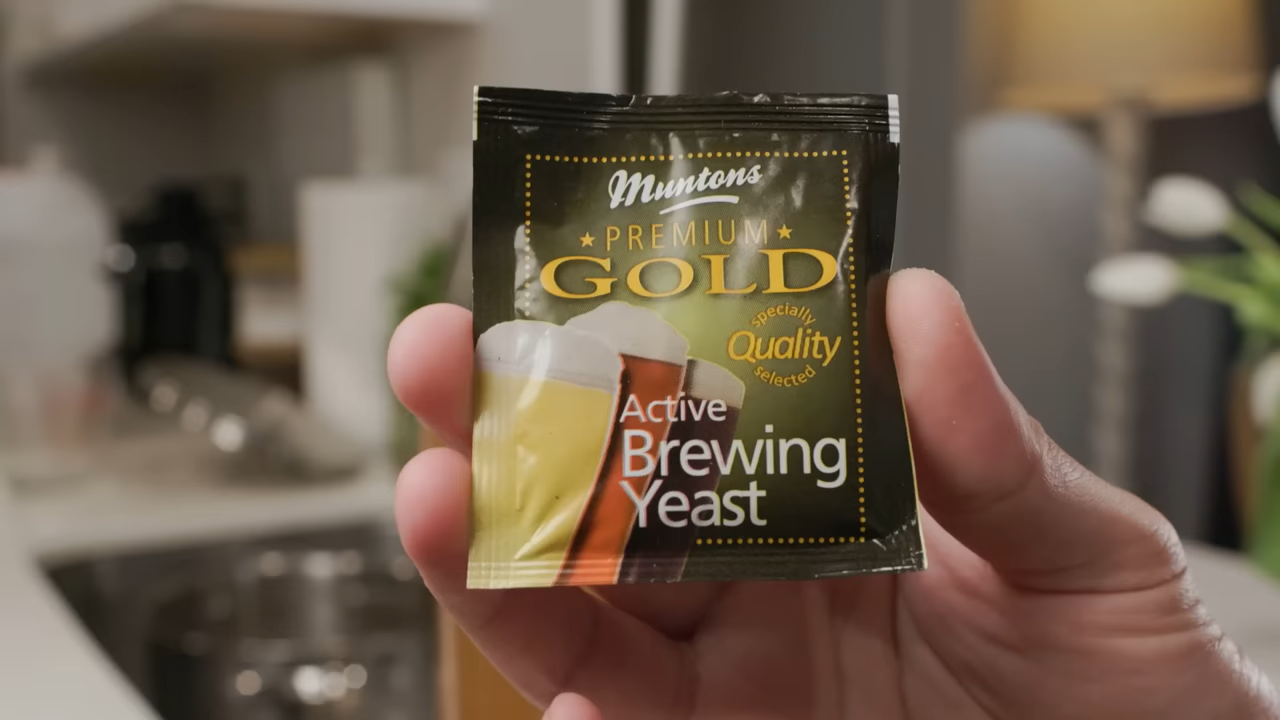 Muntons
PREMIUM
GOLD
specially
Quality
selected
Active
Brewing
Yeast